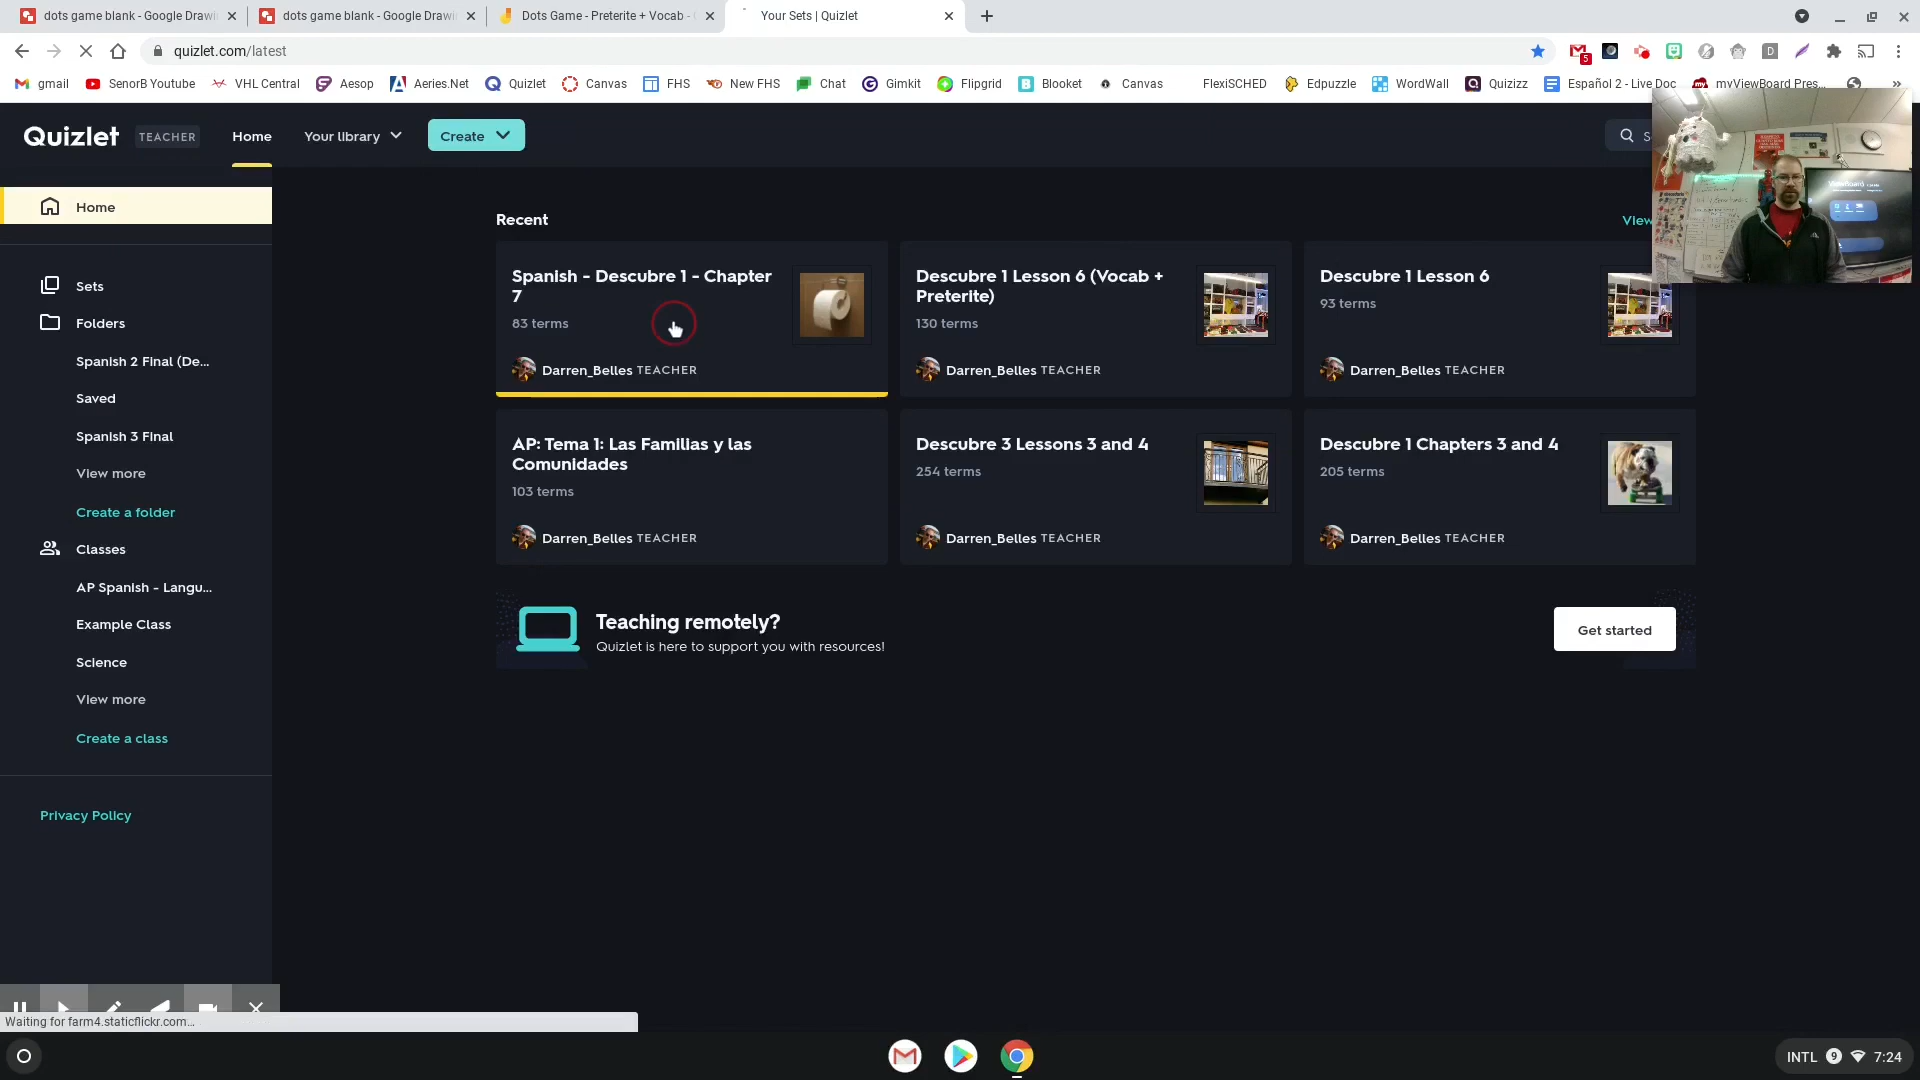 dots game blank - Google Drawi
dots game blank - Google Drawi
Dots Game - Preterite + Vocab -
Your Sets | Quizlet
quizlet.com/latest
5
D
gmail
SenorB Youtube
VHL Central
Aesop
Aeries.Net
Quizlet
Canvas
FHS
New FHS
Chat
Gimkit
Flipgrid
Blooket
Canvas
FlexiSCHED
Edpuzzle
WordWall
Quizizz
Español 2 - Live Doc
myViewBoard Pres...
»
Quizlet
TEACHER
Home
Your library
Create
S
Home
Sets
Folders
Spanish 2 Final (De...
Saved
Spanish 3 Final
View more
Create a folder
Classes
AP Spanish - Langu...
Example Class
Science
View more
Create a class
Privacy Policy
Recent
View
Spanish - Descubre 1 - Chapter
7
83 terms
Darren_Belles TEACHER
Descubre 1 Lesson 6 (Vocab +
Preterite)
130 terms
Darren_Belles TEACHER
Descubre 1 Lesson 6
93 terms
Darren_Belles TEACHER
AP: Tema 1: Las Familias y las
Comunidades
103 terms
Darren_Belles TEACHER
Descubre 3 Lessons 3 and 4
254 terms
Darren_Belles TEACHER
Descubre 1 Chapters 3 and 4
205 terms
Darren_Belles TEACHER
Teaching remotely?
Quizlet is here to support you with resources!
Get started
Waiting for farm4.staticflickr.com...
INTL
9
7:24